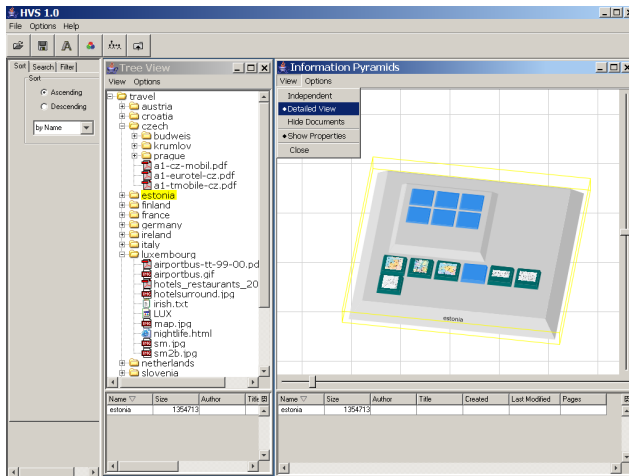 HVS 1.0
File Options Help
Sort Search Filter
Sort
Ascending
Descending
by Name
Tree View
View Options
travel
austria
croatia
czech
budweis
krumlov
prague
a1-cz-mobil.pdf
a1-eurotel-cz.pdf
a1-tmobile-cz.pdf
estonia
finland
france
germany
ireland
italy
luxembourg
airportbus-tt-99-00.pd
airportbus.gif
hotels_restaurants_20
hotelsurround.jpg
irish.txt
LUX
map.jpg
nightlife.html
sm.jpg
sm2b.jpg
netherlands
slovenia
Name Size Author Title
estonia 1354713
Information Pyramids
View Options
Independent
Detailed View
Hide Documents
Show Properties
Close
estonia
Name Size Author Title Created Last Modified Pages
estonia 1354713